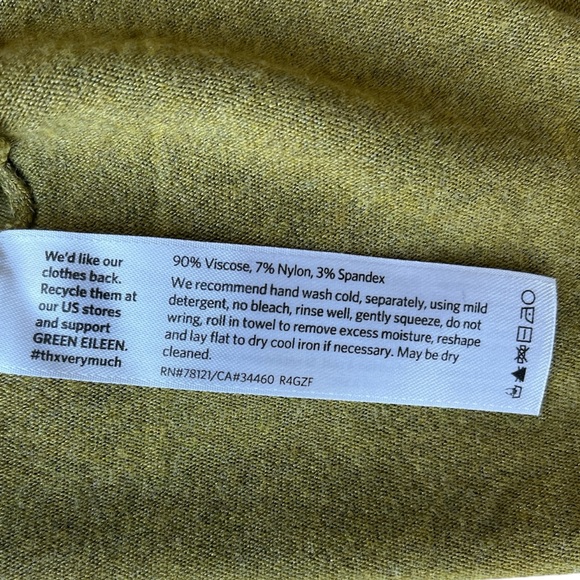 We'd like our
clothes back.
Recycle them at
our US stores
and support
GREEN EILEEN.
#thxverymuch
90% Viscose, 7% Nylon, 3% Spandex
We recommend hand wash cold, separately, using mild
detergent, no bleach, rinse well, gently squeeze, do not
wring, roll in towel to remove excess moisture, reshape
and lay flat to dry cool iron if necessary. May be dry
cleaned.
RN#78121/CA#34460 R4GZF